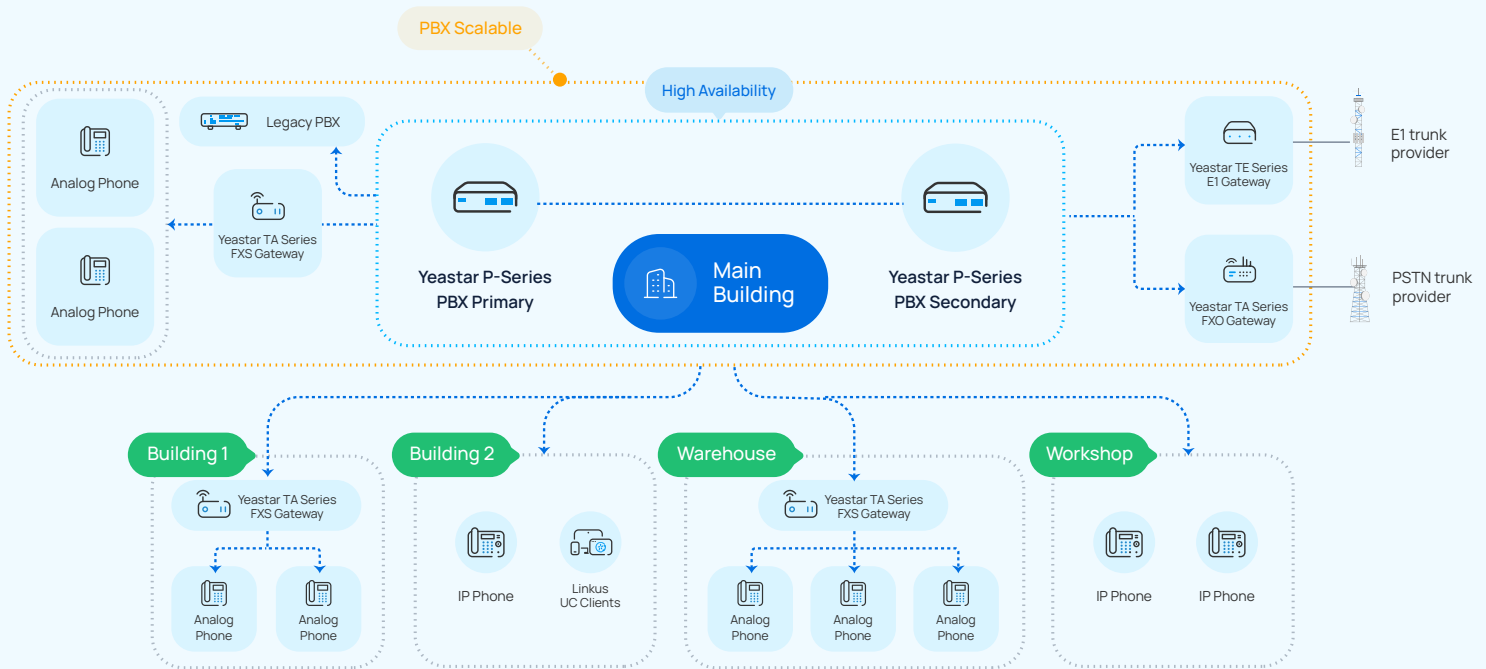 PBX Scalable
High Availability
Analog Phone
Legacy PBX
Yeastar TA Series
FXS Gateway
Analog Phone
Yeastar P-Series
PBX Primary
Main
Building
Yeastar P-Series
PBX Secondary
Yeastar TE Series
E1 Gateway
E1 trunk
provider
Yeastar TA Series
FXO Gateway
PSTN trunk
provider
Building 1
Yeastar TA Series
FXS Gateway
Analog
Phone
Analog
Phone
Building 2
IP Phone
Linkus
UC Clients
Warehouse
Yeastar TA Series
FXS Gateway
Analog
Phone
Analog
Phone
Analog
Phone
Workshop
IP Phone
IP Phone